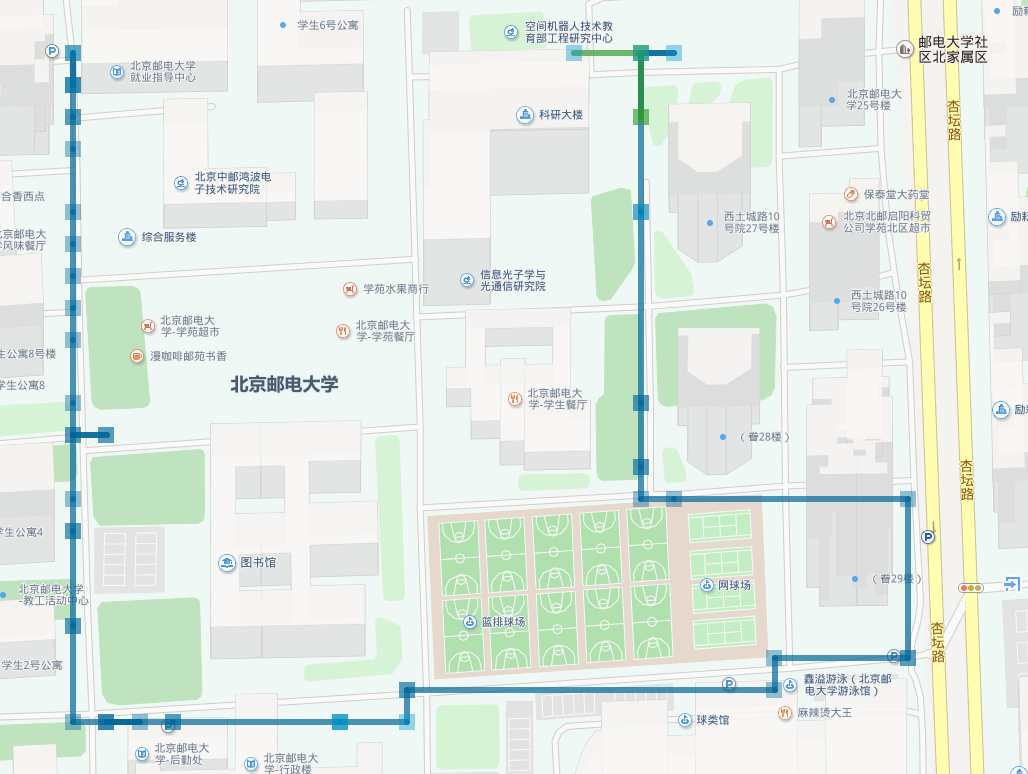 空间机器人技术教
育部工程研究中心
励耘
学生6号公寓
邮电大学社
区北家属区
P
北京邮电大学
就业指导中心
北京邮电大
学25号楼
科研大楼
杏坛路
北京中邮鸿波电
子技术研究院
合香西点
保泰堂大药堂
西土城路10
号院27号楼
北京北邮启阳科贸
公司学苑北区超市
励耘
北京邮电大
学风味餐厅
综合服务楼
信息光子学与
光通信研究院
杏坛路
学苑水果商行
西土城路10
号院26号楼
北京邮电大
学-学苑超市
北京邮电大
学-学苑餐厅
漫咖啡邮苑书香
学生公寓8号楼
学生公寓8
北京邮电大学
北京邮电大
学-学生餐厅
励
(眷28楼)
杏坛路
学生公寓4
P
图书馆
(眷29楼)
网球场
北京邮电大学
-教工活动中心
蓝排球场
杏坛路
学生2号公寓
P
P
鑫溢游泳(北京邮
电大学游泳馆)
麻辣烫大王
球类馆
P
北京邮电大
学-后勤处
北京邮电大
学-行政楼